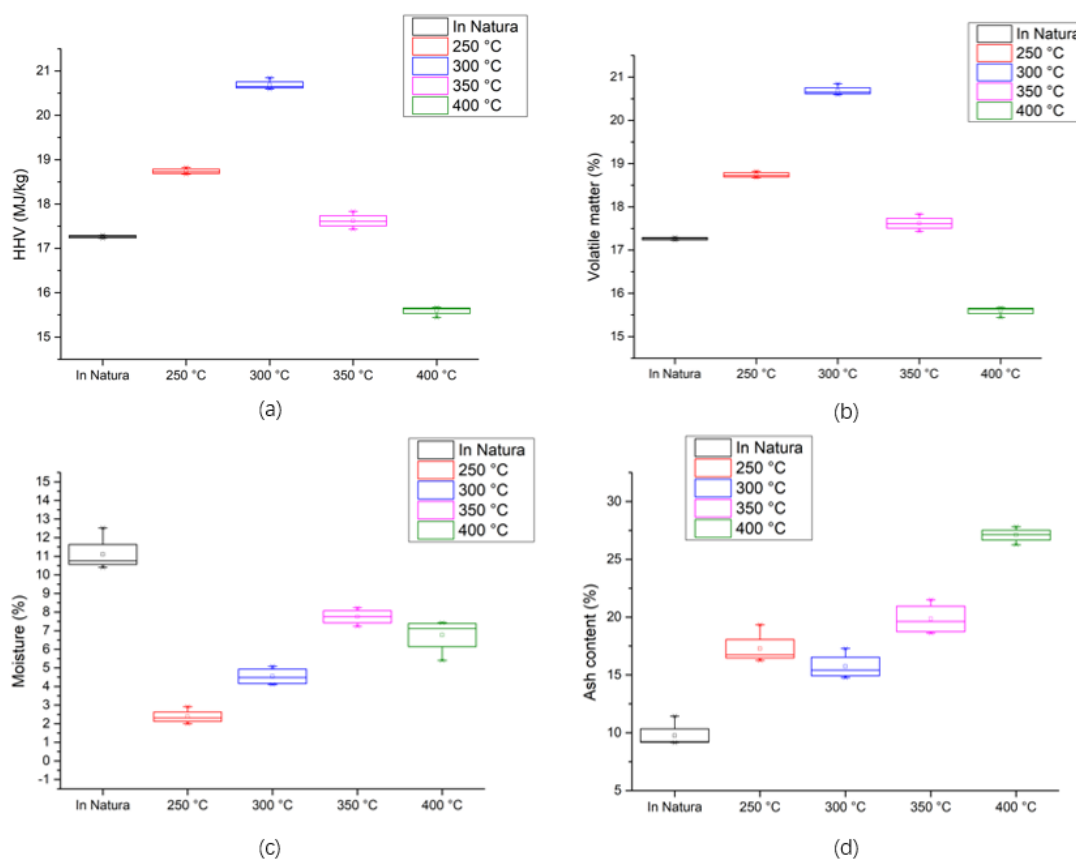 In Natura
250 °C
300 °C
350 °C
400 °C
HHV (MJ/kg)
21
20
19
18
17
16
15
In Natura 250 °C 300 °C 350 °C 400 °C
(a)
In Natura
250 °C
300 °C
350 °C
400 °C
Volatile matter (%)
21
20
19
18
17
16
15
In Natura 250 °C 300 °C 350 °C 400 °C
(b)
In Natura
250 °C
300 °C
350 °C
400 °C
Moisture (%)
15
14
13
12
11
10
9
8
7
6
5
4
3
2
1
0
-1
In Natura 250 °C 300 °C 350 °C 400 °C
(c)
In Natura
250 °C
300 °C
350 °C
400 °C
Ash content (%)
30
25
20
15
10
5
In Natura 250 °C 300 °C 350 °C 400 °C
(d)